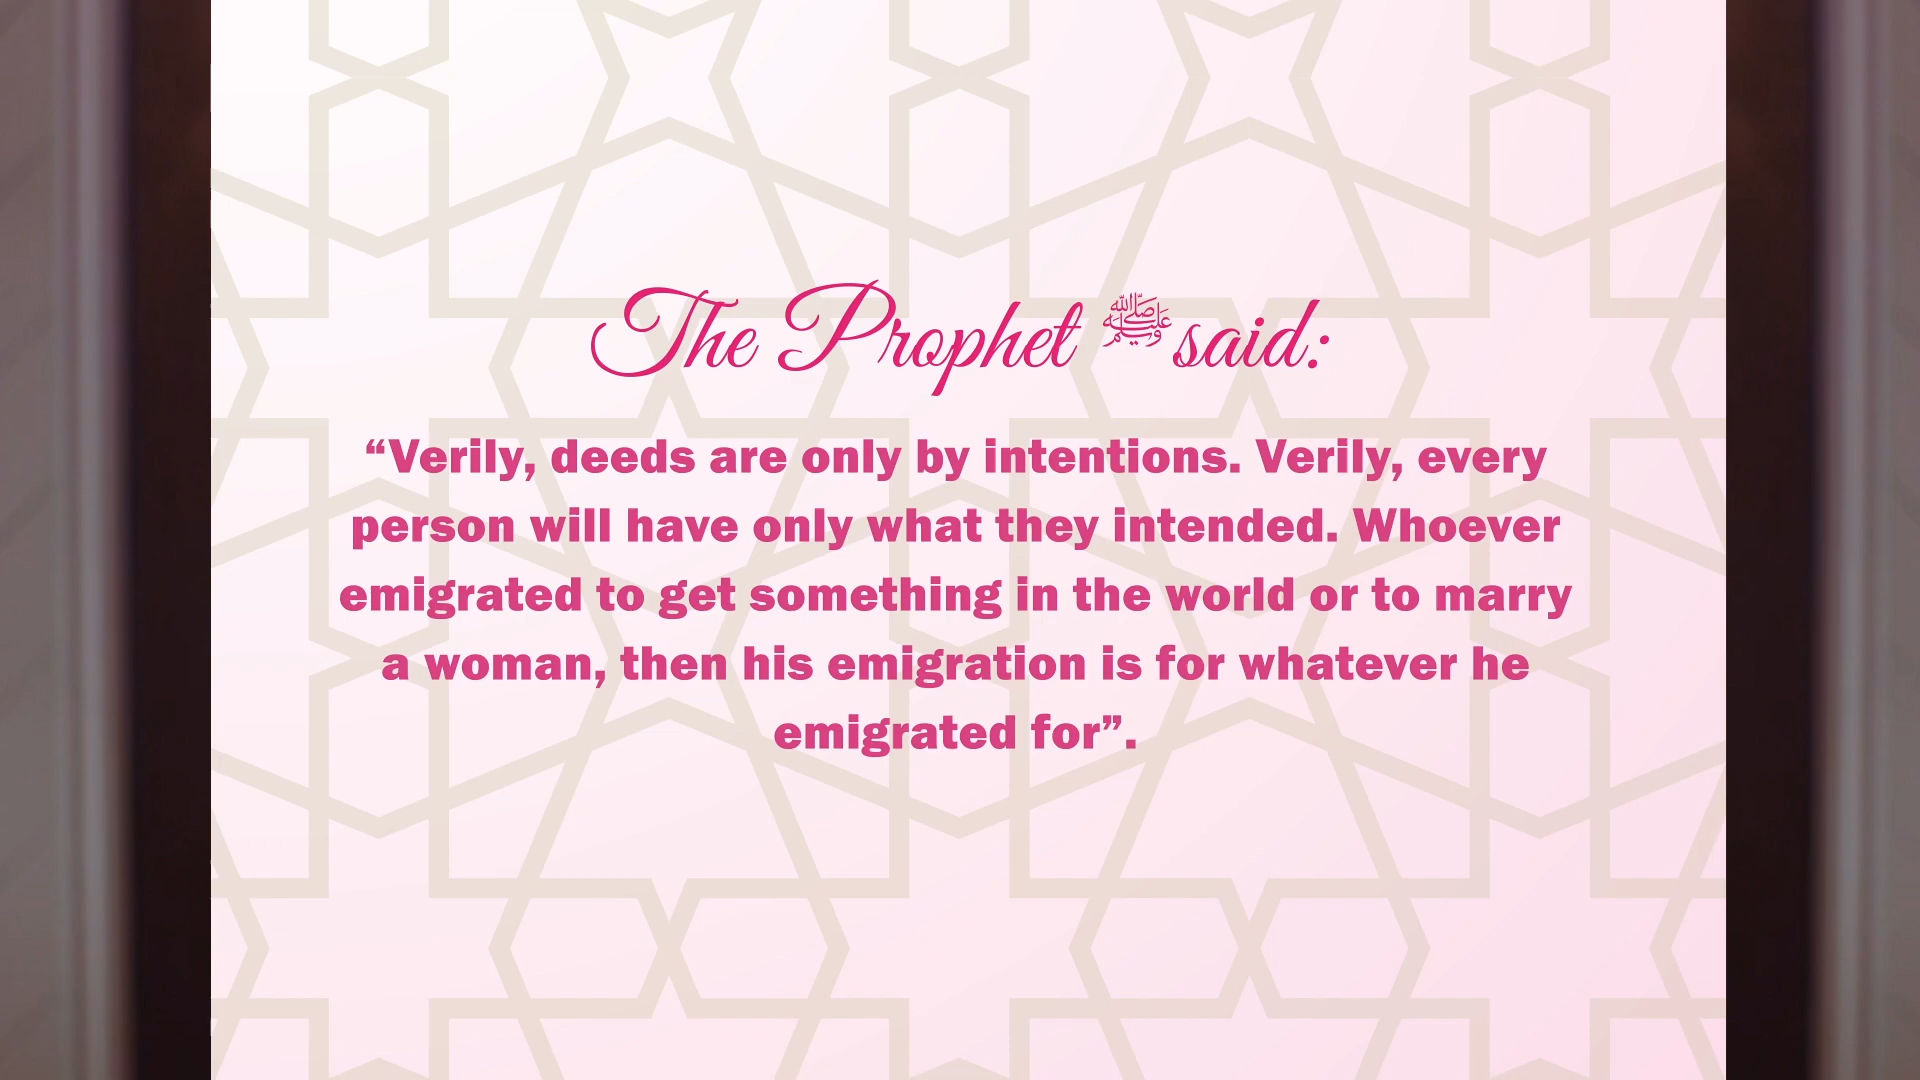 The Prophet ﷺ said:
“Verily, deeds are only by intentions. Verily, every
person will have only what they intended. Whoever
emigrated to get something in the world or to marry
a woman, then his emigration is for whatever he
emigrated for”.